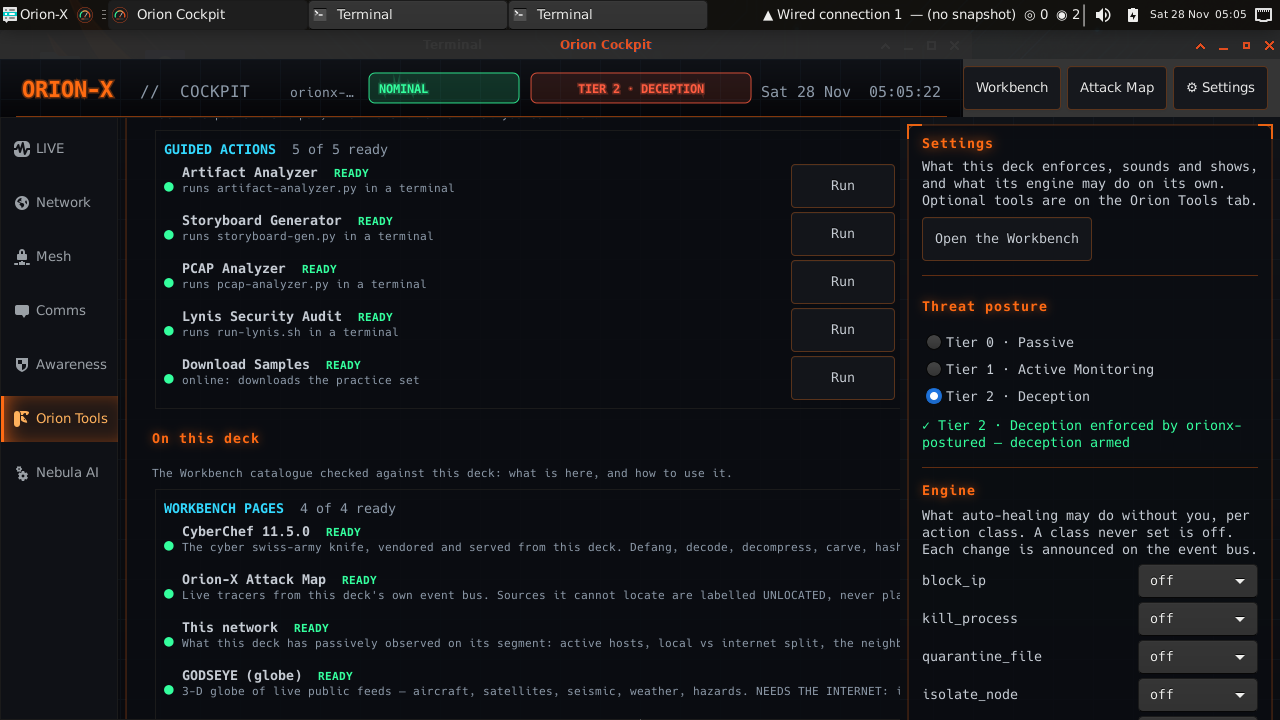 Orion-X
Orion Cockpit
Terminal
Terminal
▲ Wired connection 1 — (no snapshot) ◎ 0 ◉ 2
Sat 28 Nov 05:05
Terminal
Orion Cockpit
ORION-X // COCKPIT orionx-… NOMINAL TIER 2 · DECEPTION Sat 28 Nov 05:05:22
Workbench
Attack Map
⚙ Settings
LIVE
Network
Mesh
Comms
Awareness
Orion Tools
Nebula AI
GUIDED ACTIONS 5 of 5 ready
Artifact Analyzer READY
runs artifact-analyzer.py in a terminal
Run
Storyboard Generator READY
runs storyboard-gen.py in a terminal
Run
PCAP Analyzer READY
runs pcap-analyzer.py in a terminal
Run
Lynis Security Audit READY
runs run-lynis.sh in a terminal
Run
Download Samples READY
online: downloads the practice set
Run
On this deck
The Workbench catalogue checked against this deck: what is here, and how to use it.
WORKBENCH PAGES 4 of 4 ready
CyberChef 11.5.0 READY
The cyber swiss-army knife, vendored and served from this deck. Defang, decode, decompress, carve, hash
Orion-X Attack Map READY
Live tracers from this deck's own event bus. Sources it cannot locate are labelled UNLOCATED, never pla
This network READY
What this deck has passively observed on its segment: active hosts, local vs internet split, the neighb
GODSEYE (globe) READY
3-D globe of live public feeds — aircraft, satellites, seismic, weather, hazards. NEEDS THE INTERNET: i
Settings
What this deck enforces, sounds and shows,
and what its engine may do on its own.
Optional tools are on the Orion Tools tab.
Open the Workbench
Threat posture
Tier 0 · Passive
Tier 1 · Active Monitoring
Tier 2 · Deception
✓ Tier 2 · Deception enforced by orionx-
postured — deception armed
Engine
What auto-healing may do without you, per
action class. A class never set is off.
Each change is announced on the event bus.
block_ip off
kill_process off
quarantine_file off
isolate_node off